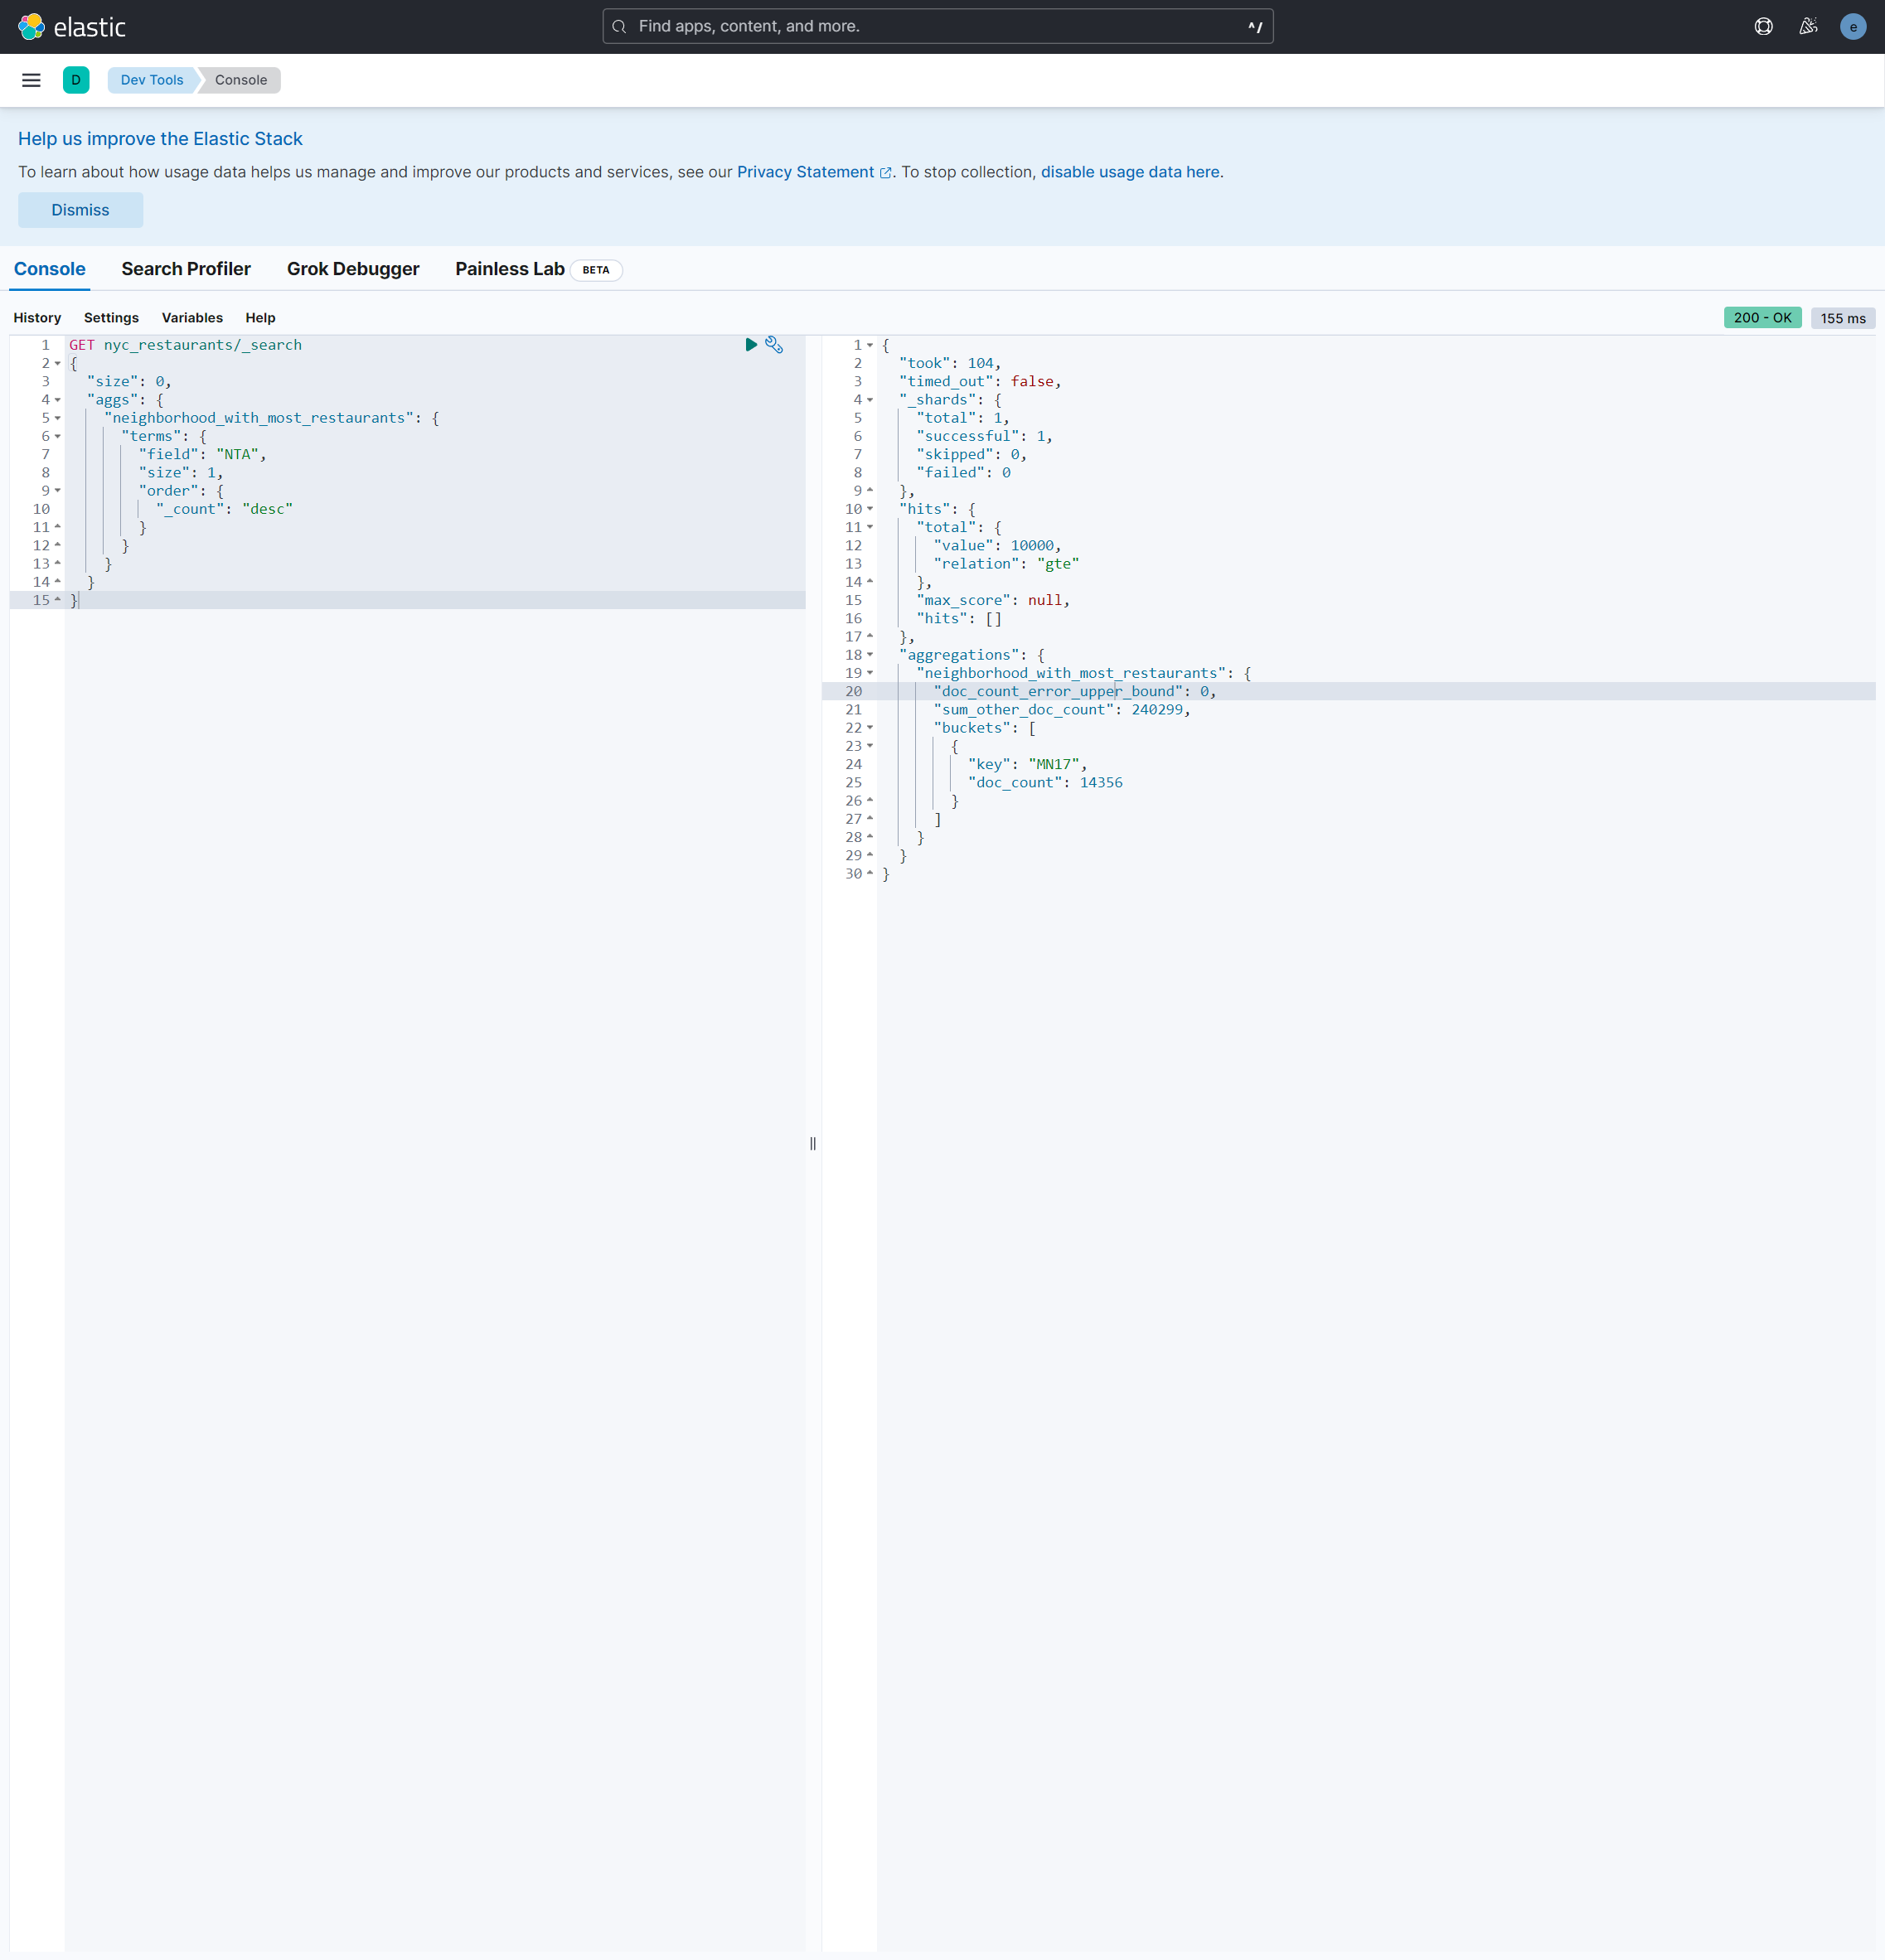 elastic
Find apps, content, and more.
^/
e
D
Dev Tools
Console
Help us improve the Elastic Stack
To learn about how usage data helps us manage and improve our products and services, see our Privacy Statement. To stop collection, disable usage data here.
Dismiss
Console Search Profiler Grok Debugger Painless Lab BETA
History Settings Variables Help
200 - OK 155 ms
1 GET nyc_restaurants/_search
2 {
3 "size": 0,
4 "aggs": {
5 "neighborhood_with_most_restaurants": {
6 "terms": {
7 "field": "NTA",
8 "size": 1,
9 "order": {
10 "_count": "desc"
11 }
12 }
13 }
14 }
15 }
1 {
2 "took": 104,
3 "timed_out": false,
4 "_shards": {
5 "total": 1,
6 "successful": 1,
7 "skipped": 0,
8 "failed": 0
9 },
10 "hits": {
11 "total": {
12 "value": 10000,
13 "relation": "gte"
14 },
15 "max_score": null,
16 "hits": []
17 },
18 "aggregations": {
19 "neighborhood_with_most_restaurants": {
20 "doc_count_error_upper_bound": 0,
21 "sum_other_doc_count": 240299,
22 "buckets": [
23 {
24 "key": "MN17",
25 "doc_count": 14356
26 }
27 ]
28 }
29 }
30 }